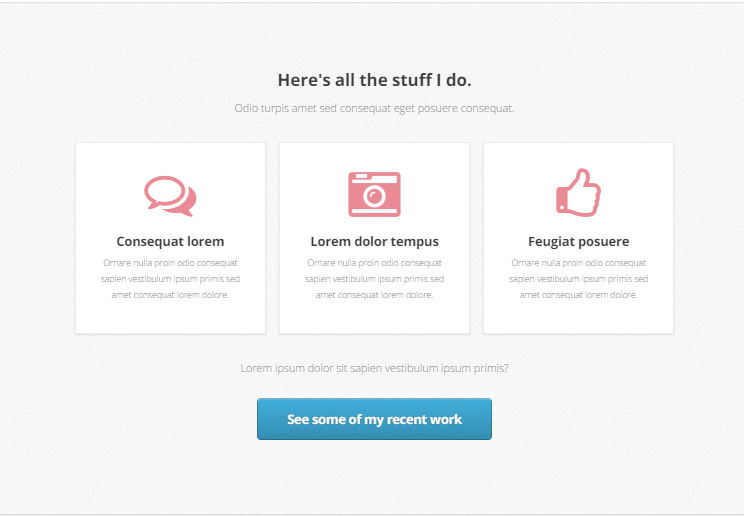 Here's all the stuff I do.
Odio turpis amet sed consequat eget posuere consequat.
Consequat lorem
Ornare nulla proin odio consequat
sapien vestibulum ipsum primis sed
amet consequat lorem dolore.
Lorem dolor tempus
Ornare nulla proin odio consequat
sapien vestibulum ipsum primis sed
amet consequat lorem dolore.
Feugiat posuere
Ornare nulla proin odio consequat
sapien vestibulum ipsum primis sed
amet consequat lorem dolore.
Lorem ipsum dolor sit sapien vestibulum ipsum primis?
See some of my recent work